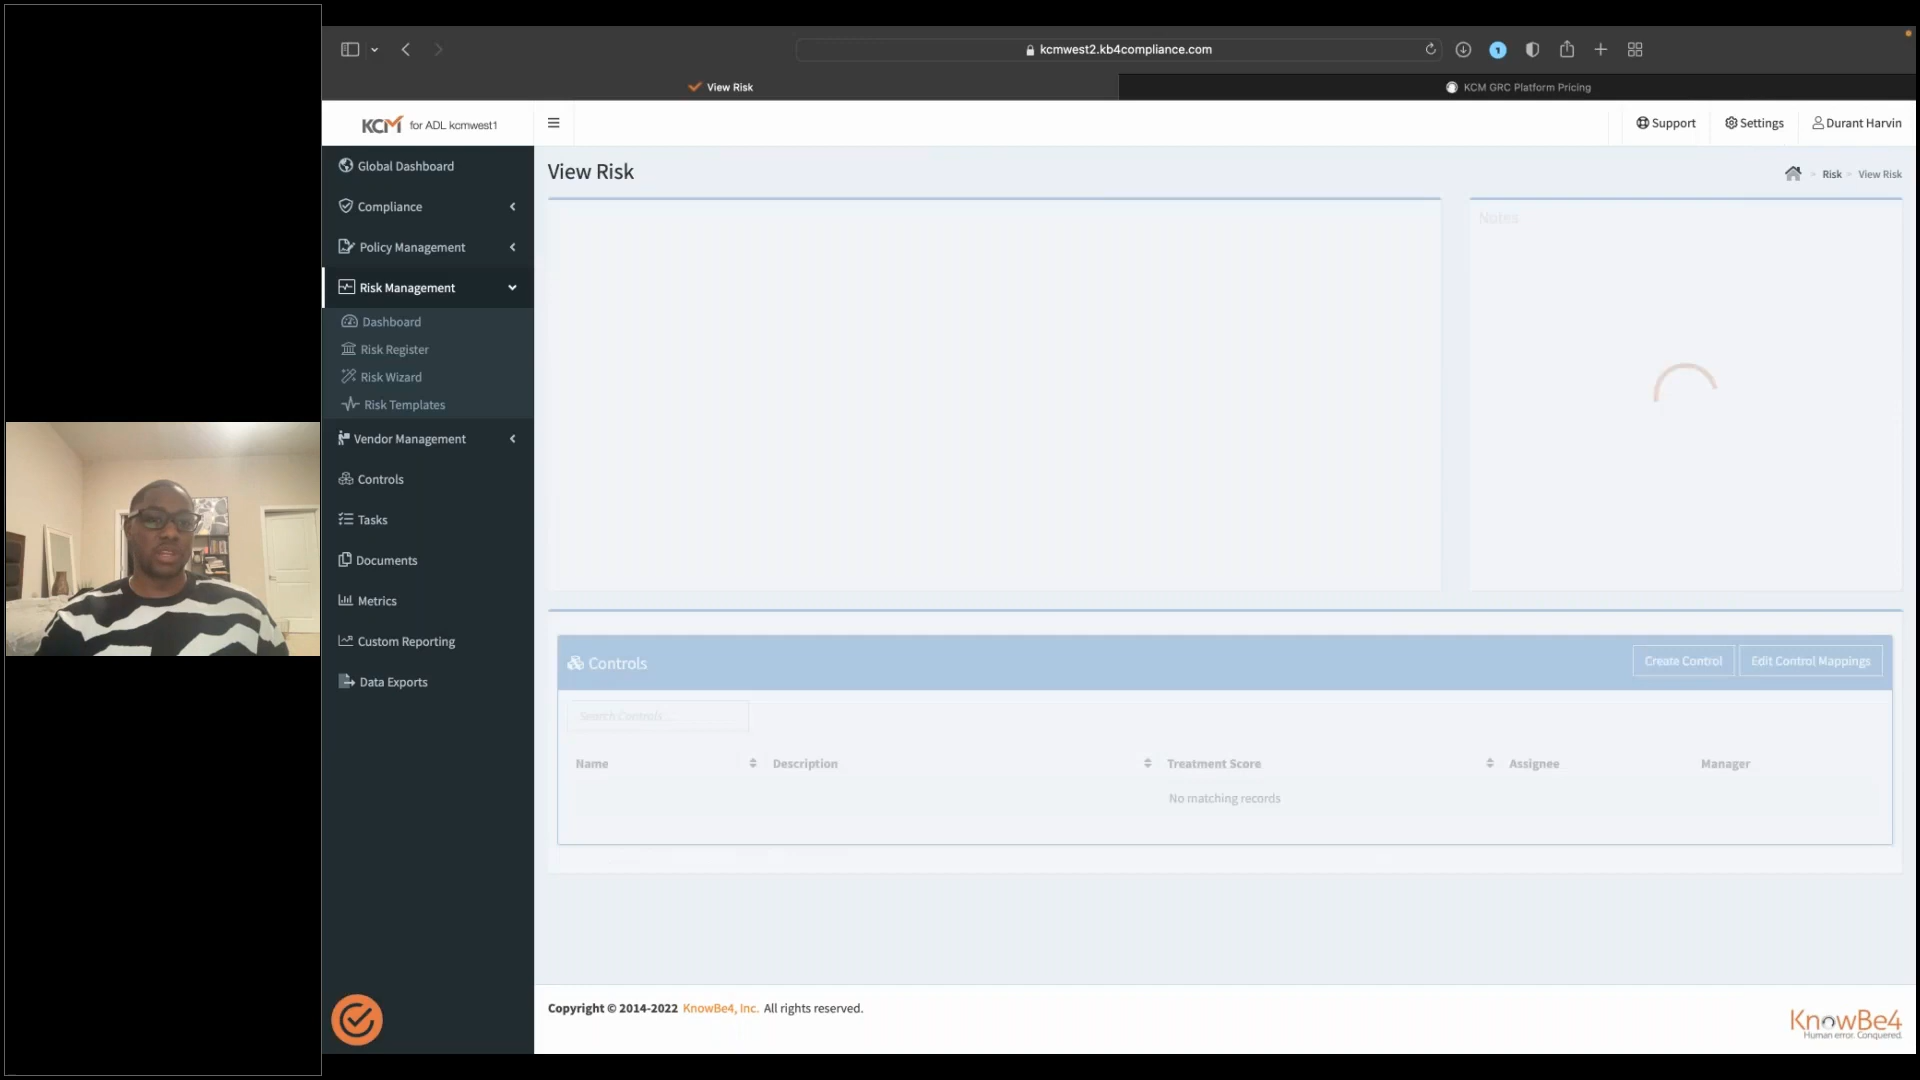 kcmwest2.kb4compliance.com
View Risk
KCM GRC Platform Pricing
KCM for ADL kcmwest1
Support
Settings
Durant Harvin
Global Dashboard
Compliance
Policy Management
Risk Management
Dashboard
Risk Register
Risk Wizard
Risk Templates
Vendor Management
Controls
Tasks
Documents
Metrics
Custom Reporting
Data Exports
View Risk
Risk
View Risk
Notes
Controls
Create Control
Edit Control Mappings
Search Controls...
Name
Description
Treatment Score
Assignee
Manager
No matching records
Copyright © 2014-2022 KnowBe4, Inc. All rights reserved.
KnowBe4
Human error. Conquered.